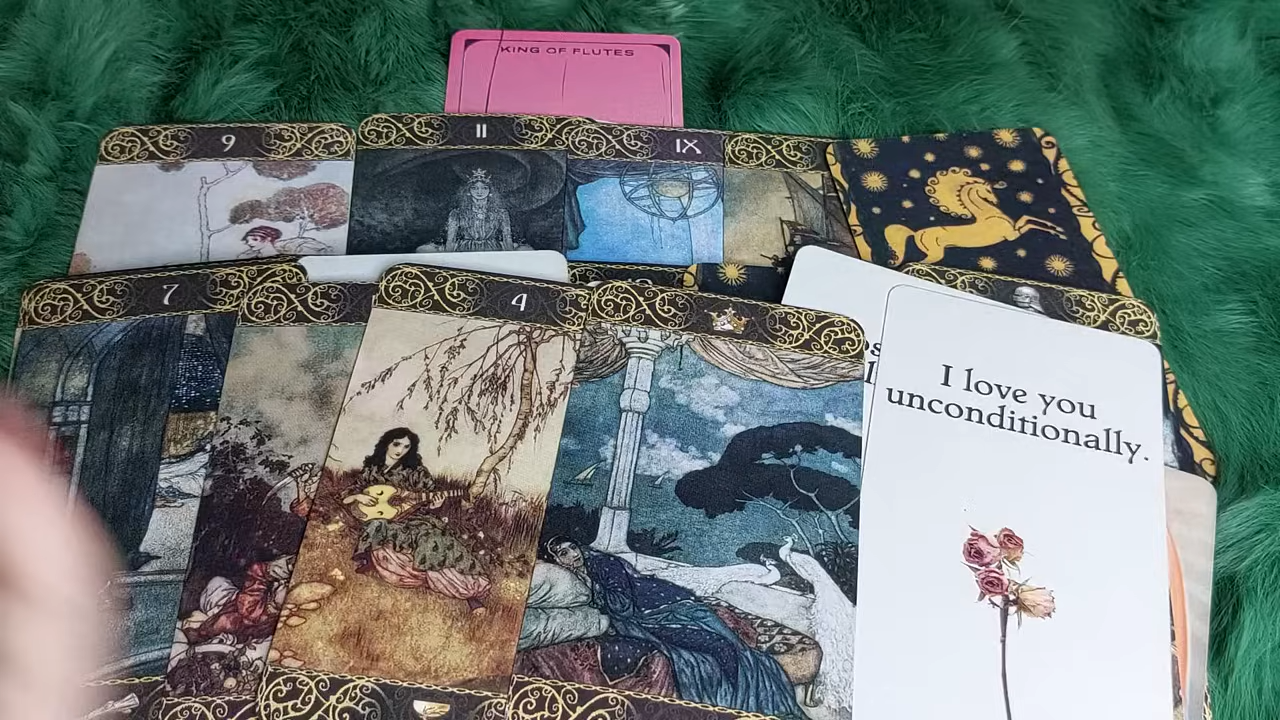 KING OF FLUTES
9
II
IX
7
4
I love you
unconditionally.